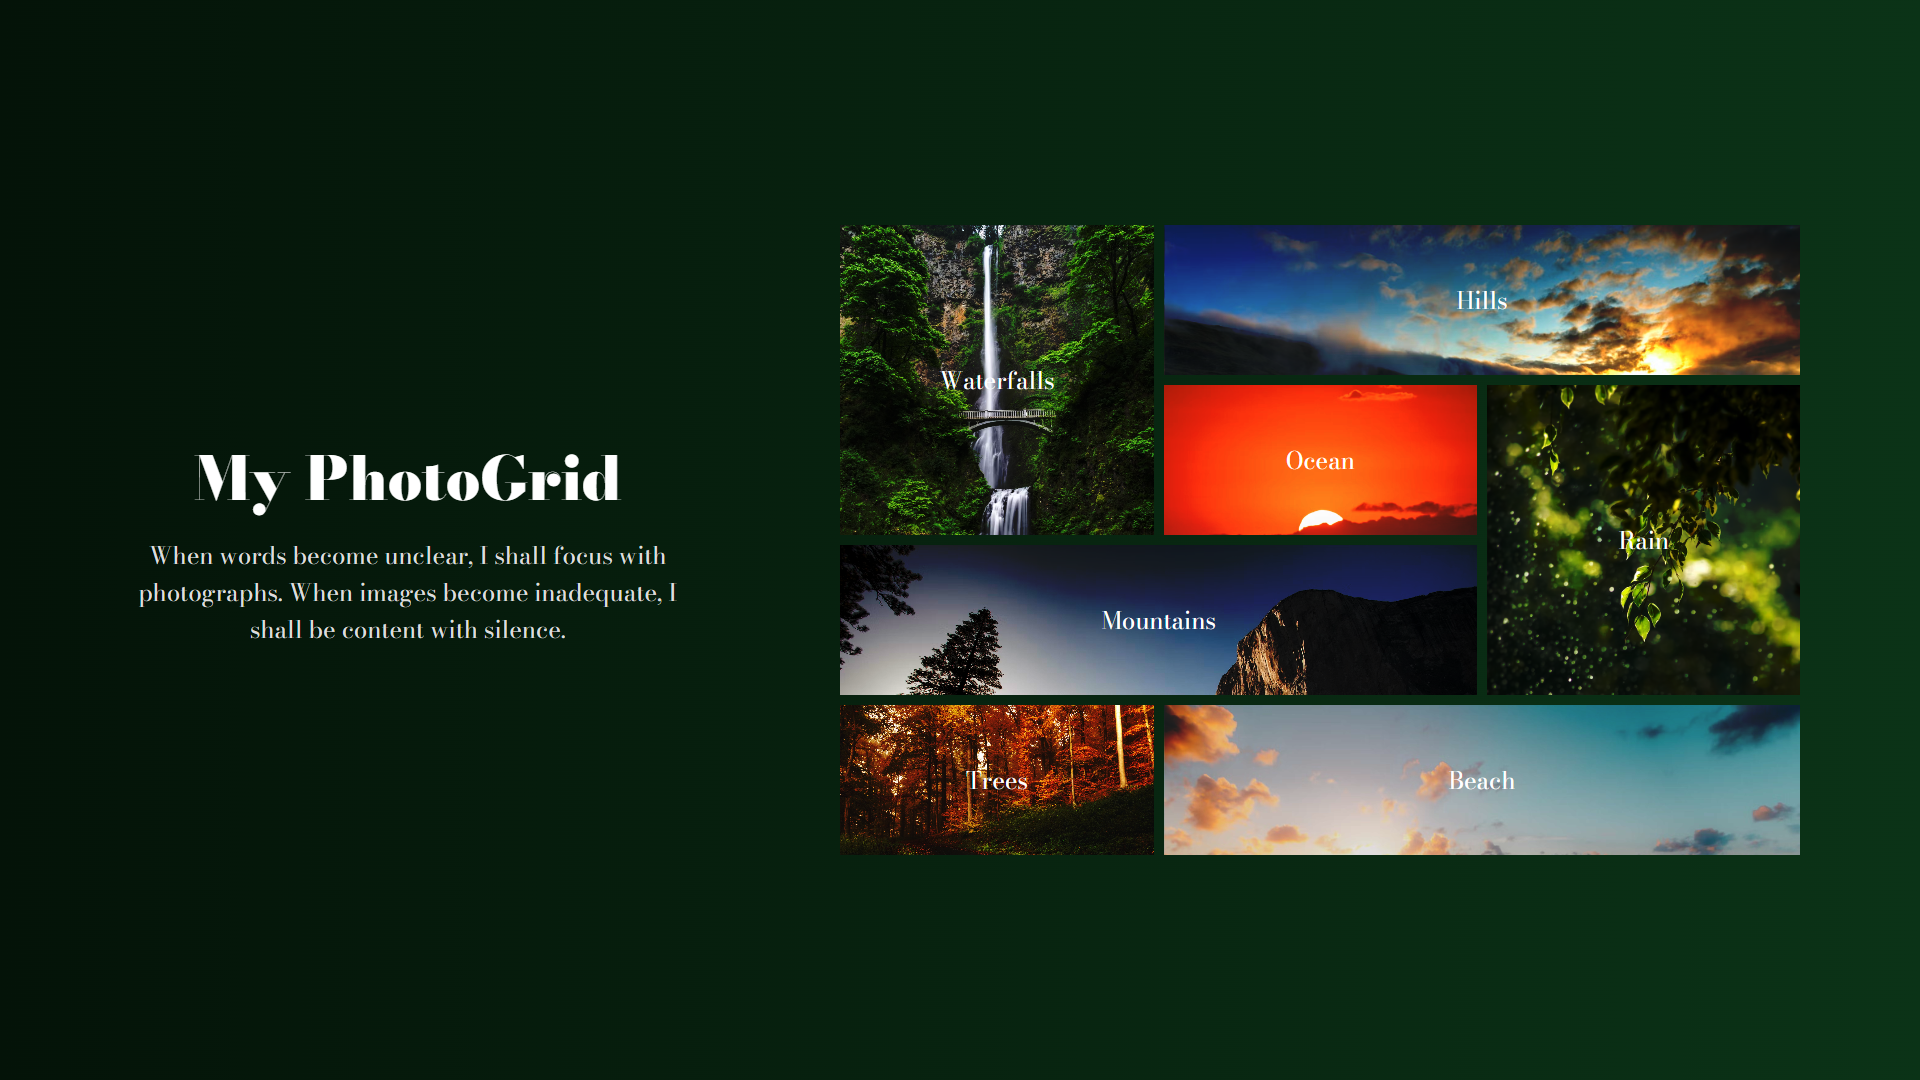 My PhotoGrid
When words become unclear, I shall focus with
photographs. When images become inadequate, I
shall be content with silence.
Waterfalls
Hills
Ocean
Rain
Mountains
Trees
Beach